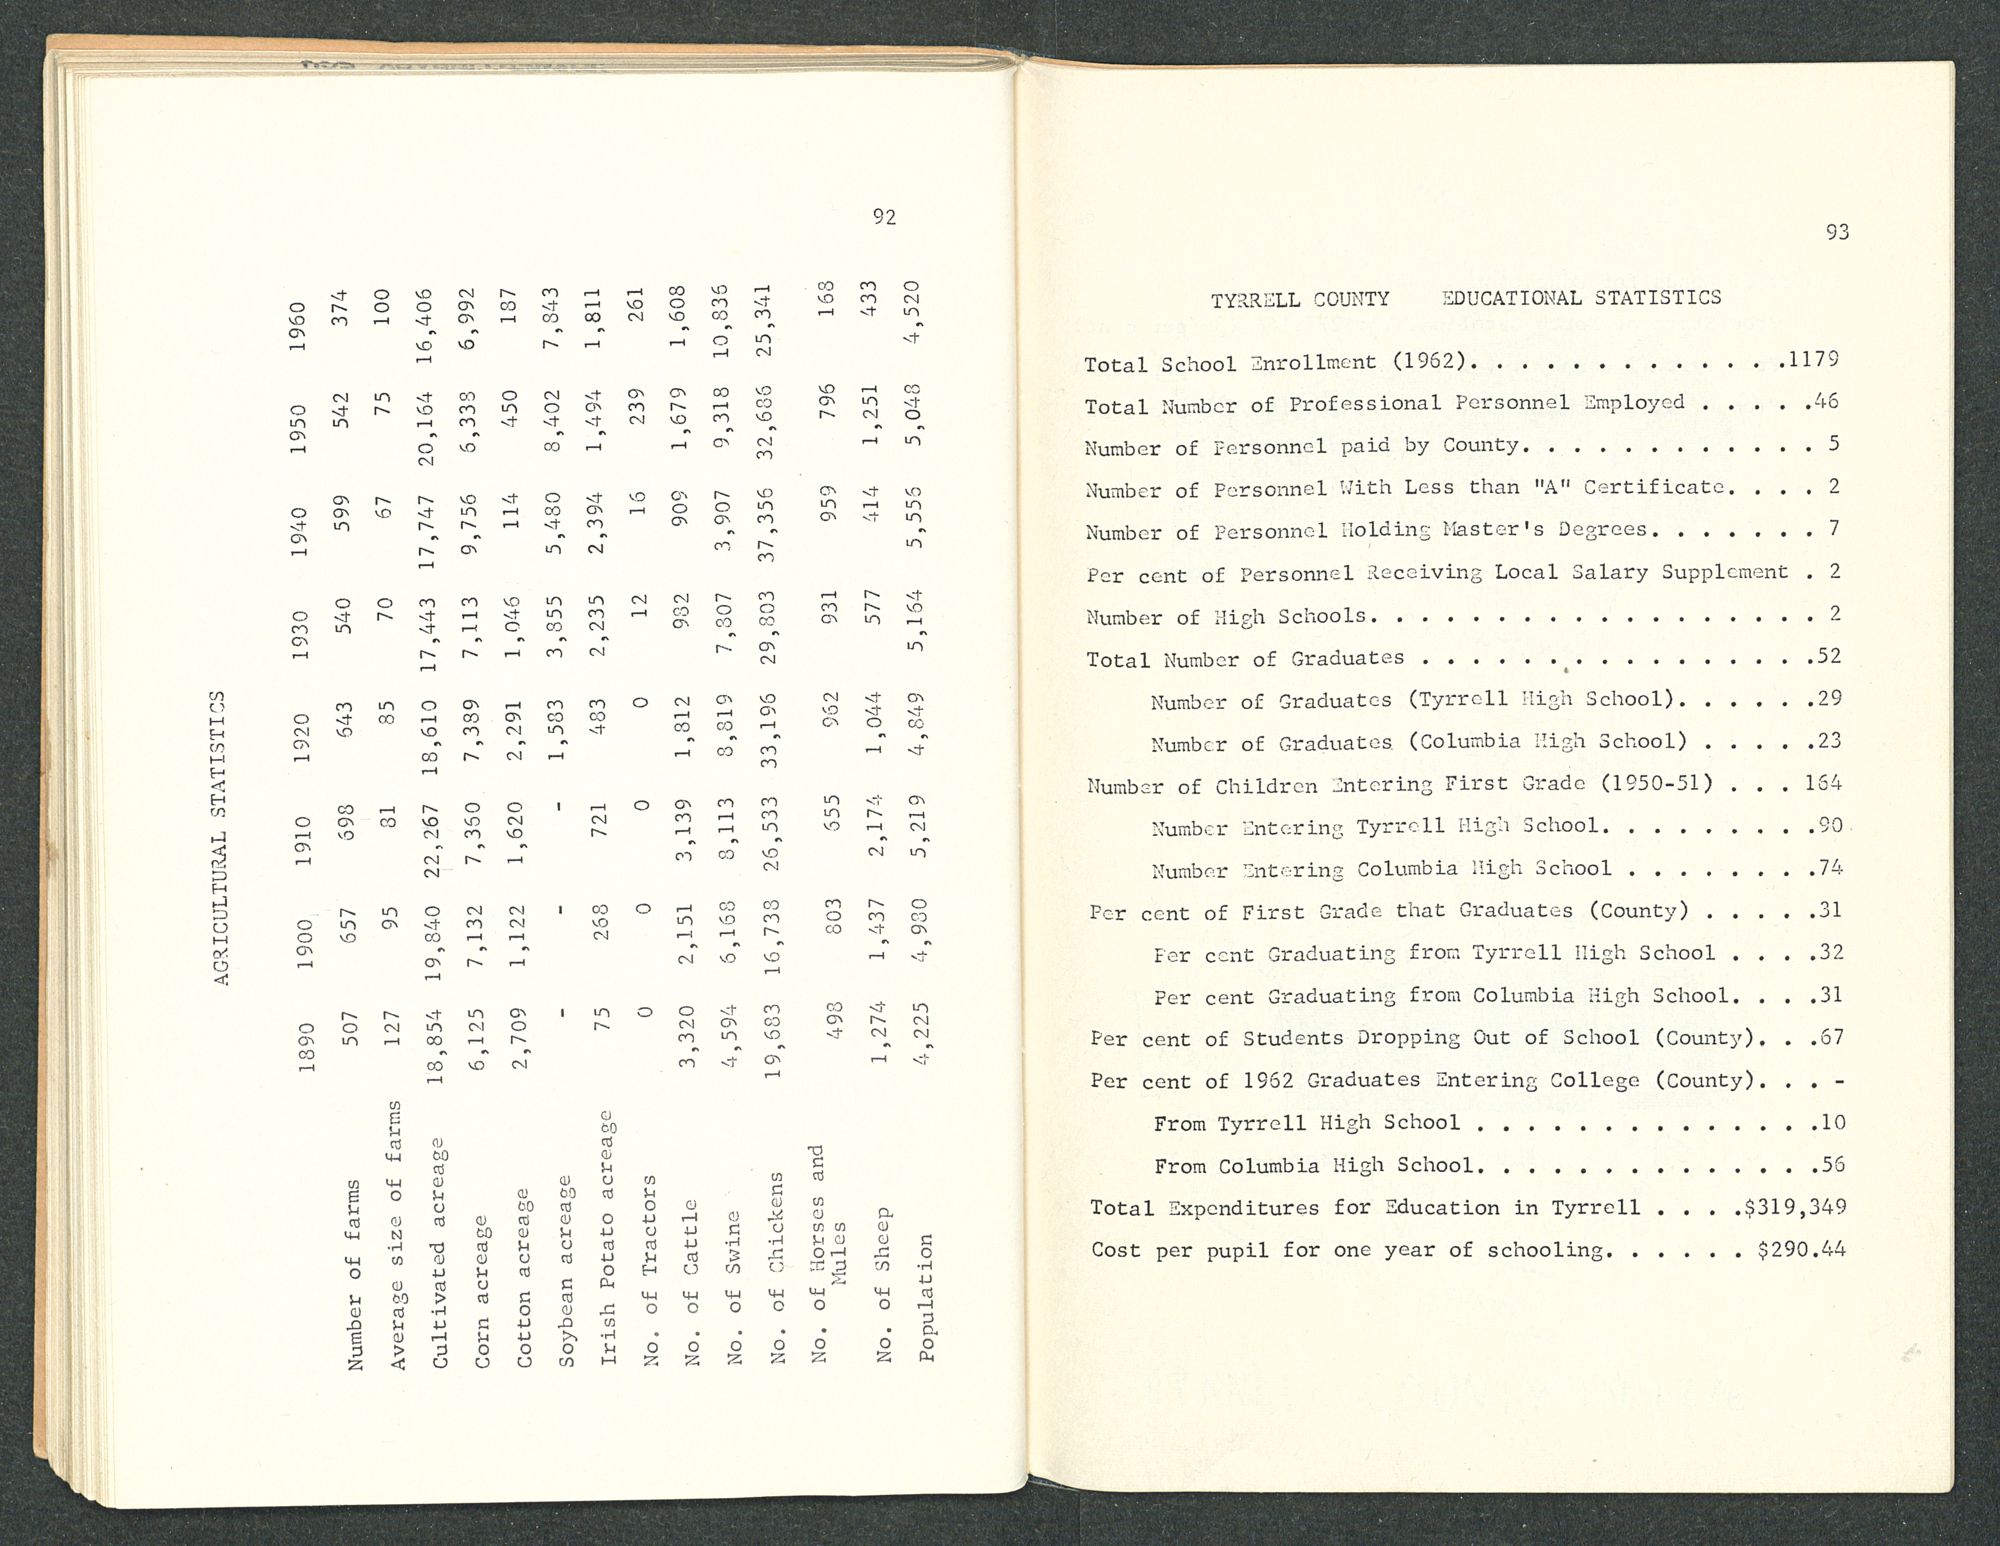 92
AGRICULTURAL STATISTICS
1890 1900 1910 1920 1930 1940 1950 1960
Number of farms 507 657 698 643 540 599 542 374
Average size of farms 127 95 81 85 70 67 75 100
Cultivated acreage 18,854 19,840 22,267 18,610 17,443 17,747 20,164 16,406
Corn acreage 6,125 7,132 7,360 7,389 7,113 9,756 6,338 6,992
Cotton acreage 2,709 1,122 1,620 2,291 1,046 114 450 187
Soybean acreage - - - 1,583 3,855 5,480 8,402 7,843
Irish Potato acreage 75 268 721 483 2,235 2,394 1,494 1,811
No. of Tractors 0 0 0 0 12 16 239 261
No. of Cattle 3,320 2,151 3,139 1,812 982 909 1,679 1,608
No. of Swine 4,594 6,168 8,113 8,819 7,807 3,907 9,318 10,836
No. of Chickens 19,683 16,738 26,533 33,196 29,803 37,356 32,686 25,341
No. of Horses and
Mules 498 803 655 962 931 959 796 168
No. of Sheep 1,274 1,437 2,174 1,044 577 414 1,251 433
Population 4,225 4,980 5,219 4,849 5,164 5,556 5,048 4,520
93
TYRRELL COUNTY EDUCATIONAL STATISTICS
Total School Enrollment (1962). . . . . . . . . . . . .1179
Total Number of Professional Personnel Employed . . . . .46
Number of Personnel paid by County. . . . . . . . . . . . 5
Number of Personnel With Less than "A" Certificate. . . . 2
Number of Personnel Holding Master's Degrees. . . . . . . 7
Per cent of Personnel Receiving Local Salary Supplement . 2
Number of High Schools. . . . . . . . . . . . . . . . . . 2
Total Number of Graduates . . . . . . . . . . . . . . . .52
Number of Graduates (Tyrrell High School). . . . . .29
Number of Graduates (Columbia High School) . . . . .23
Number of Children Entering First Grade (1950-51) . . . 164
Number Entering Tyrrell High School. . . . . . . . .90
Number Entering Columbia High School . . . . . . . .74
Per cent of First Grade that Graduates (County) . . . . .31
Per cent Graduating from Tyrrell High School . . . .32
Per cent Graduating from Columbia High School. . . .31
Per cent of Students Dropping Out of School (County). . .67
Per cent of 1962 Graduates Entering College (County). . . -
From Tyrrell High School . . . . . . . . . . . . . .10
From Columbia High School. . . . . . . . . . . . . .56
Total Expenditures for Education in Tyrrell . . . .$319,349
Cost per pupil for one year of schooling. . . . . . $290.44